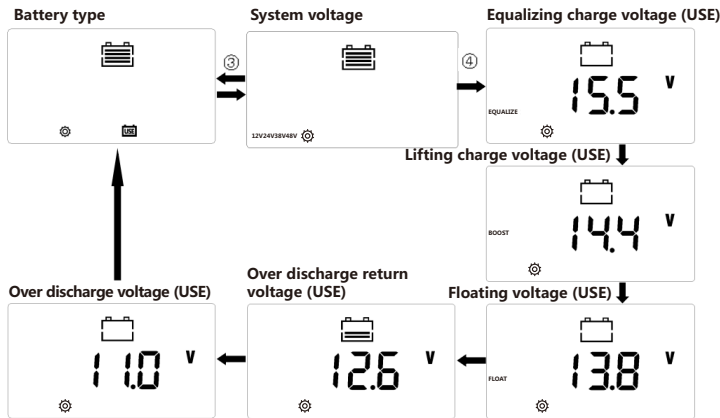 Battery type
System voltage
Equalizing charge voltage (USE)
USE
③
12V24V38V48V
④
EQUALIZE
15.5 V
Lifting charge voltage (USE)
BOOST
14.4 V
Over discharge voltage (USE)
Over discharge return
voltage (USE)
Floating voltage (USE)
11.0 V
12.6 V
FLOAT
13.8 V